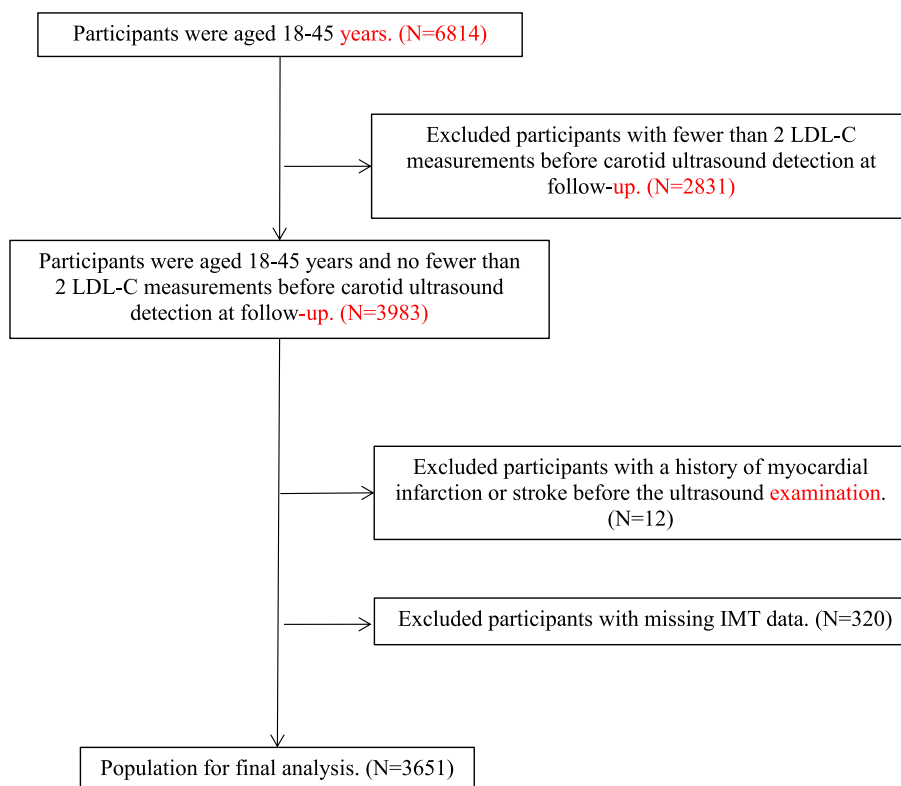 Participants were aged 18-45 years. (N=6814)
Excluded participants with fewer than 2 LDL-C
measurements before carotid ultrasound detection at
follow-up. (N=2831)
Participants were aged 18-45 years and no fewer than
2 LDL-C measurements before carotid ultrasound
detection at follow-up. (N=3983)
Excluded participants with a history of myocardial
infarction or stroke before the ultrasound examination.
(N=12)
Excluded participants with missing IMT data. (N=320)
Population for final analysis. (N=3651)